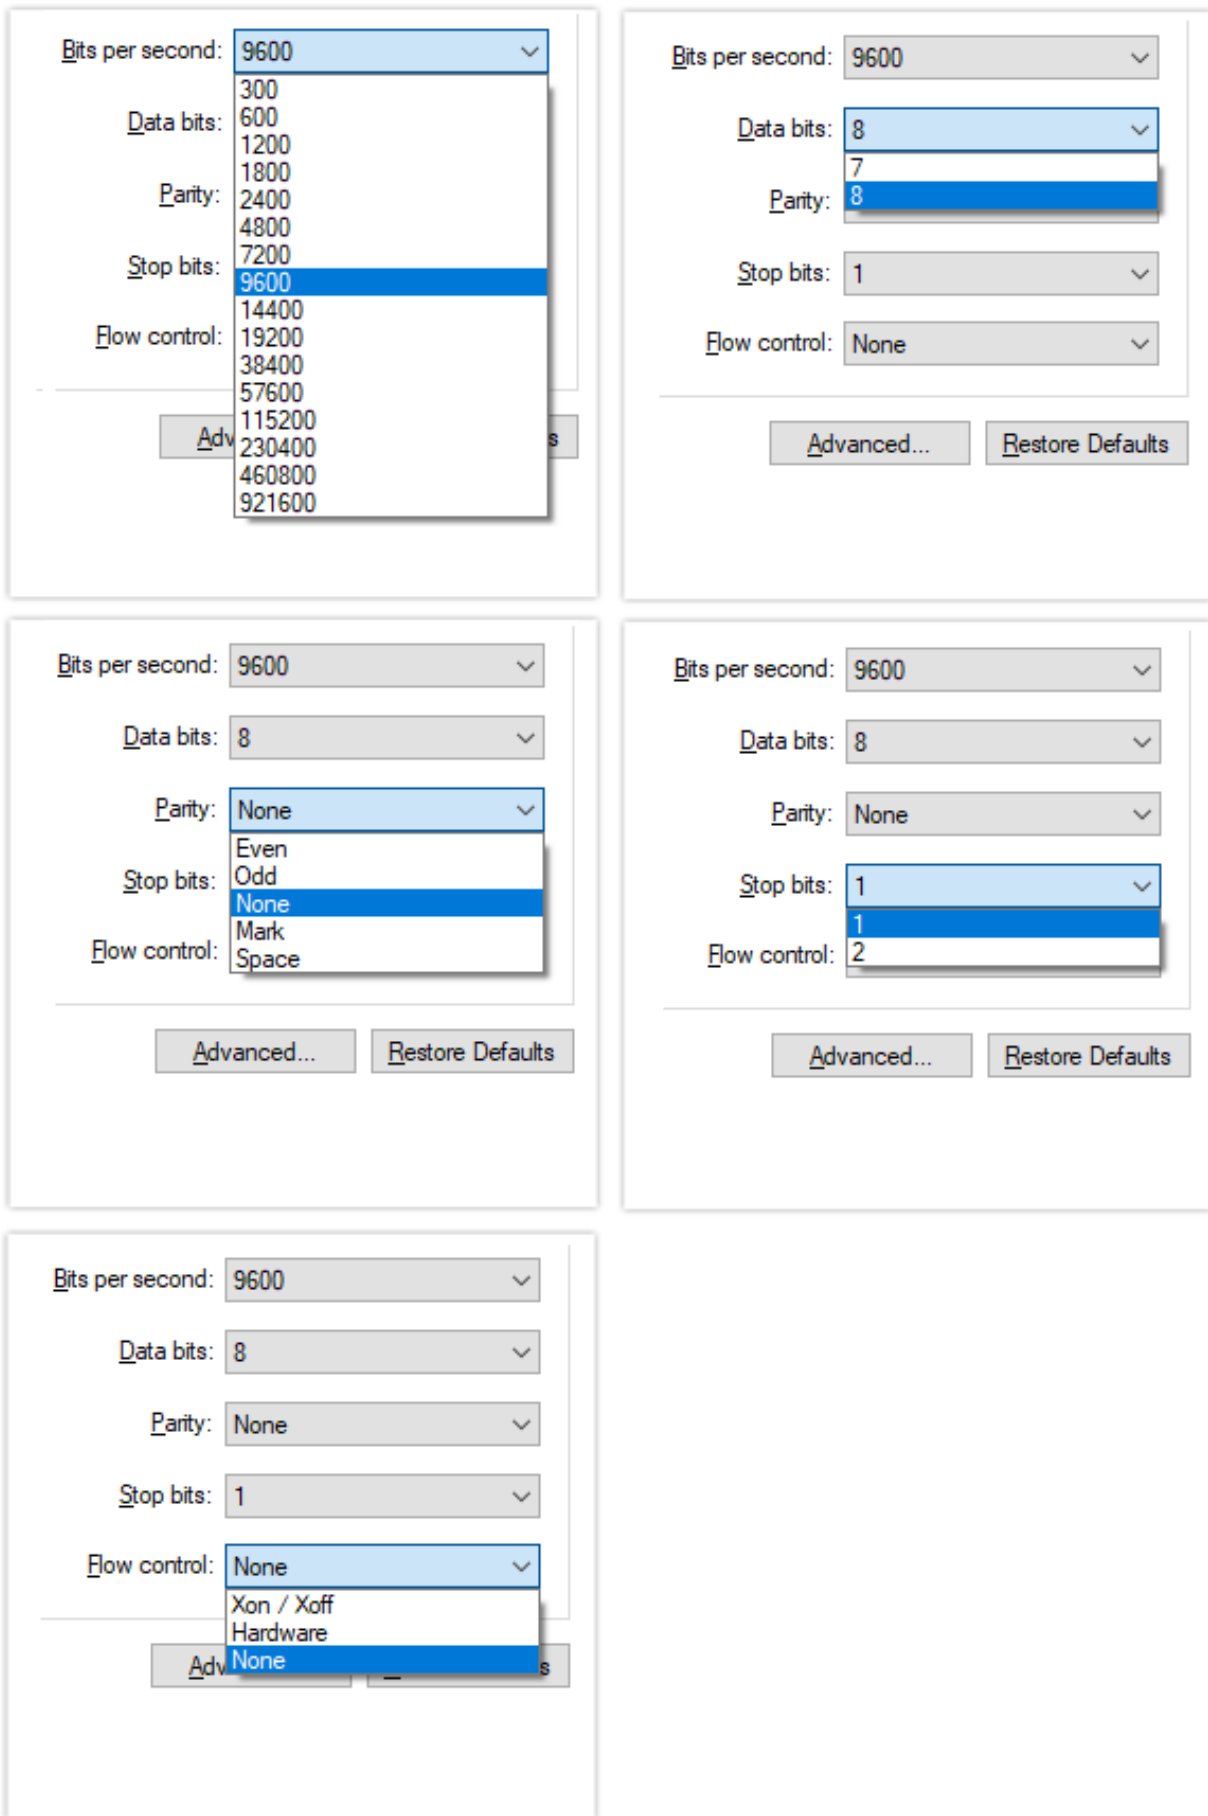 Bits per second: 9600
300
Data bits: 600
1200
1800
Parity: 2400
4800
7200
Stop bits: 9600
14400
Flow control: 19200
38400
57600
115200
Adv 230400 s
460800
921600
Bits per second: 9600
Data bits: 8
7
Parity: 8
Stop bits: 1
Flow control: None
Advanced... Restore Defaults
Bits per second: 9600
Data bits: 8
Parity: None
Even
Stop bits: Odd
None
Mark
Flow control: Space
Advanced... Restore Defaults
Bits per second: 9600
Data bits: 8
Parity: None
Stop bits: 1
1
Flow control: 2
Advanced... Restore Defaults
Bits per second: 9600
Data bits: 8
Parity: None
Stop bits: 1
Flow control: None
Xon / Xoff
Hardware
Adv None s